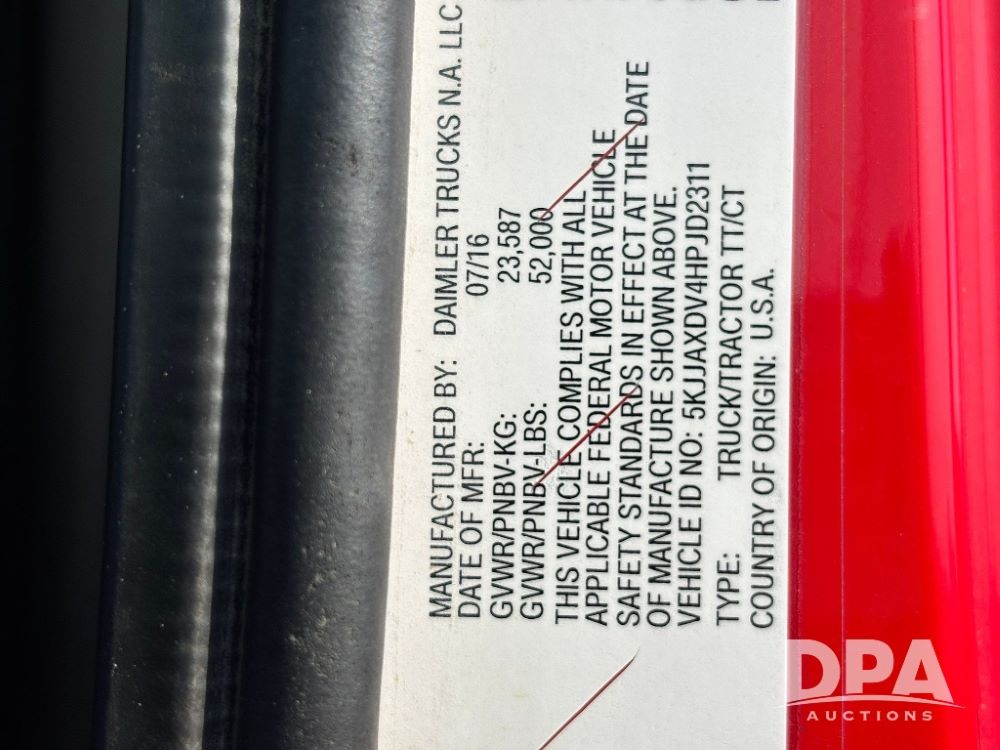 MANUFACTURED BY: DAIMLER TRUCKS N.A. LLC
DATE OF MFR: 07/16
GVWR/PNBV-KG: 23,587
GVWR/PNBV-LBS: 52,000
THIS VEHICLE COMPLIES WITH ALL
APPLICABLE FEDERAL MOTOR VEHICLE
SAFETY STANDARDS IN EFFECT AT THE DATE
OF MANUFACTURE SHOWN ABOVE.
VEHICLE ID NO: 5KJJAXDV4HPJD2311
TYPE: TRUCK/TRACTOR TT/CT
COUNTRY OF ORIGIN: U.S.A.
DPA
AUCTIONS